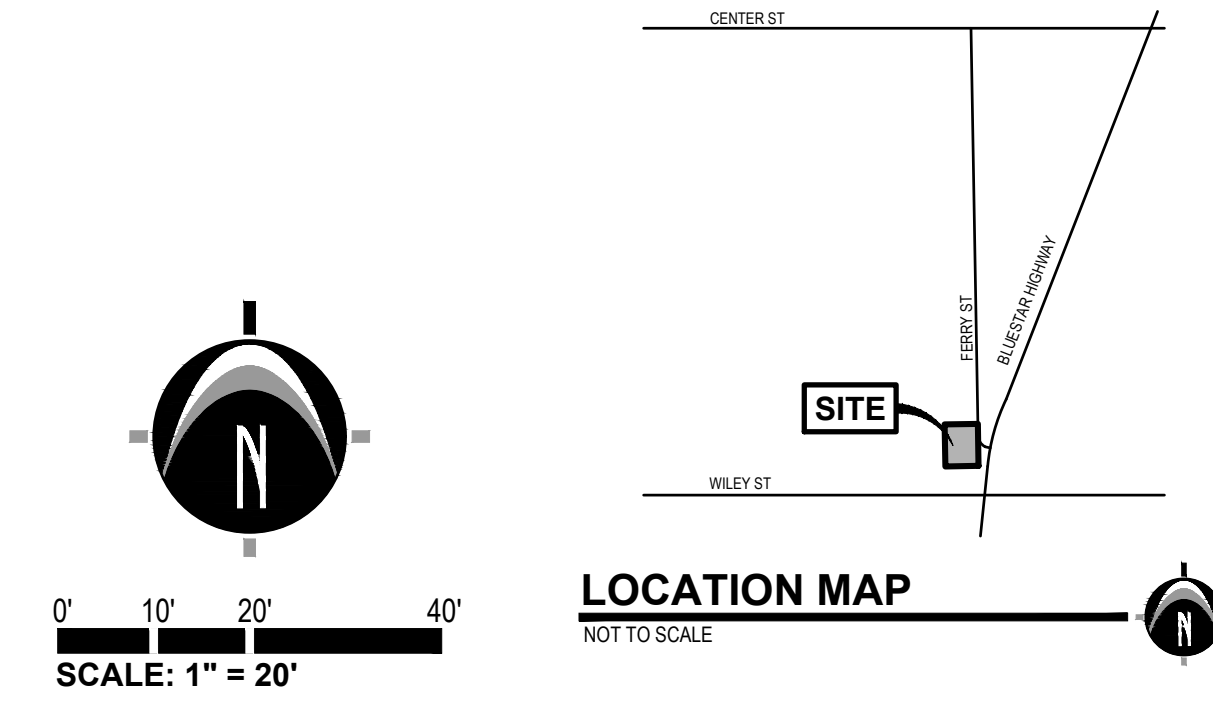 CENTER ST
FERRY ST
BLUESTAR HIGHWAY
SITE
WILEY ST
N
0' 10' 20' 40'
SCALE: 1" = 20'
LOCATION MAP
NOT TO SCALE
N